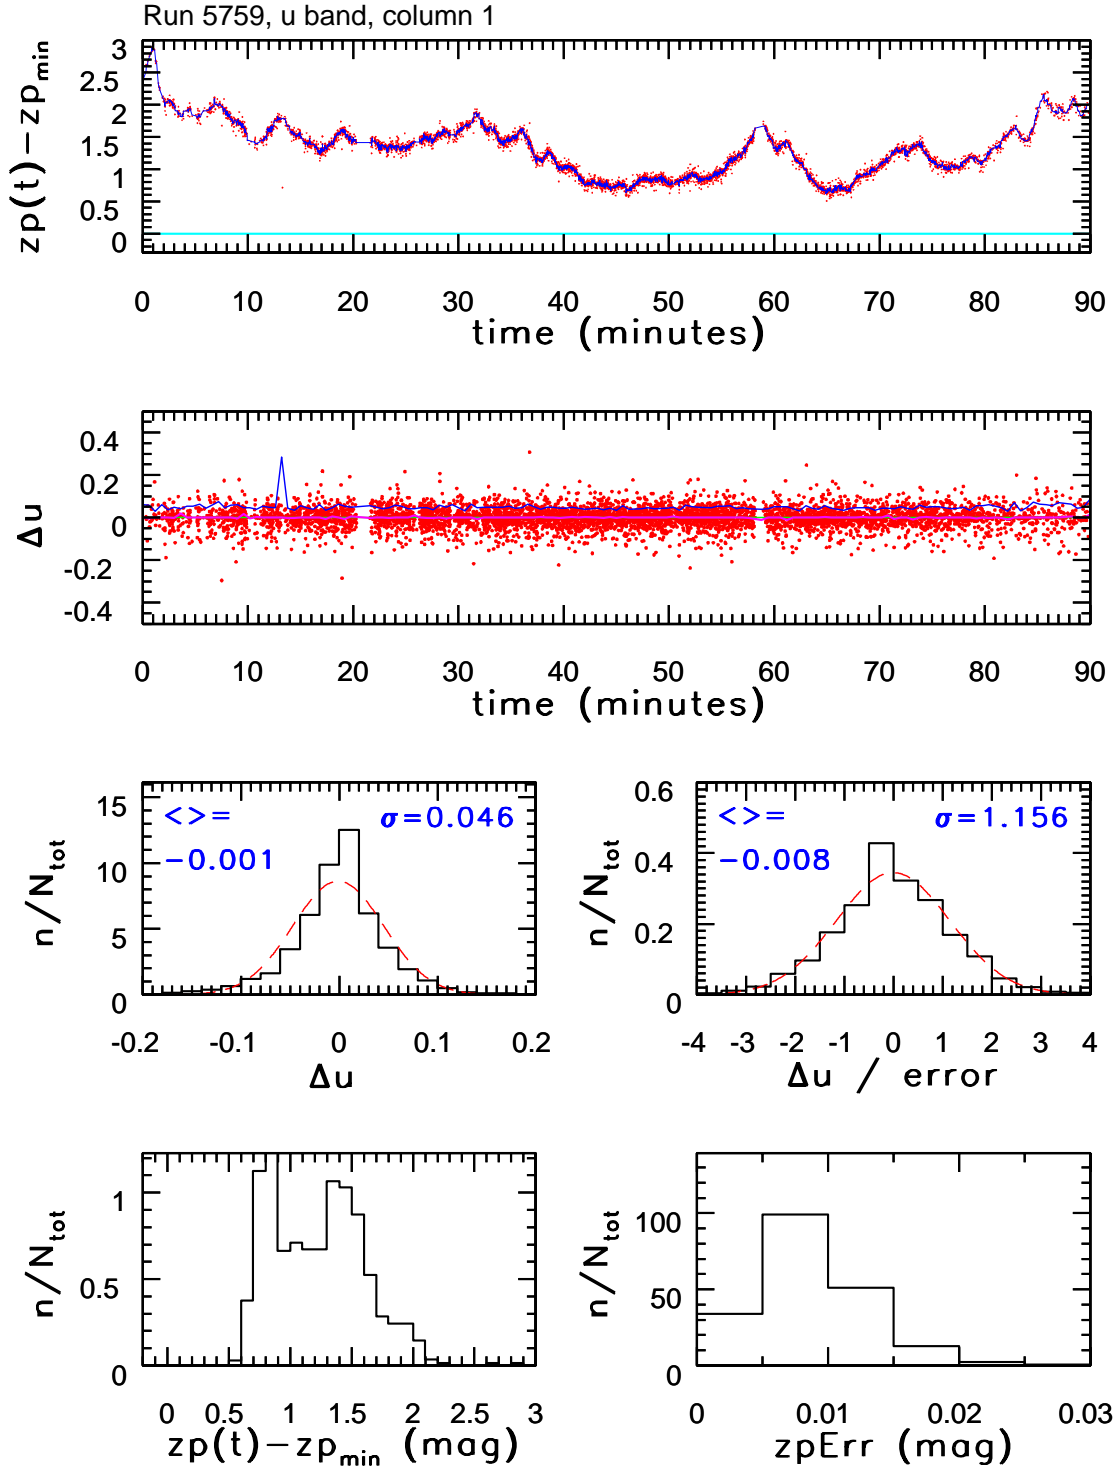 Run 5759, u band, column 1
zp(t)−zp_min
3
2.5
2
1.5
1
0.5
0
0 10 20 30 40 50 60 70 80 90
time (minutes)
Δu
0.4
0.2
0
-0.2
-0.4
0 10 20 30 40 50 60 70 80 90
time (minutes)
n/N_tot
15
10
5
0
<>=
−0.001
σ=0.046
-0.2 -0.1 0 0.1 0.2
Δu
n/N_tot
0.6
0.4
0.2
0
<>=
−0.008
σ=1.156
-4 -3 -2 -1 0 1 2 3 4
Δu / error
n/N_tot
1
0.5
0
0 0.5 1 1.5 2 2.5 3
zp(t)−zp_min (mag)
n/N_tot
100
50
0
0 0.01 0.02 0.03
zpErr (mag)